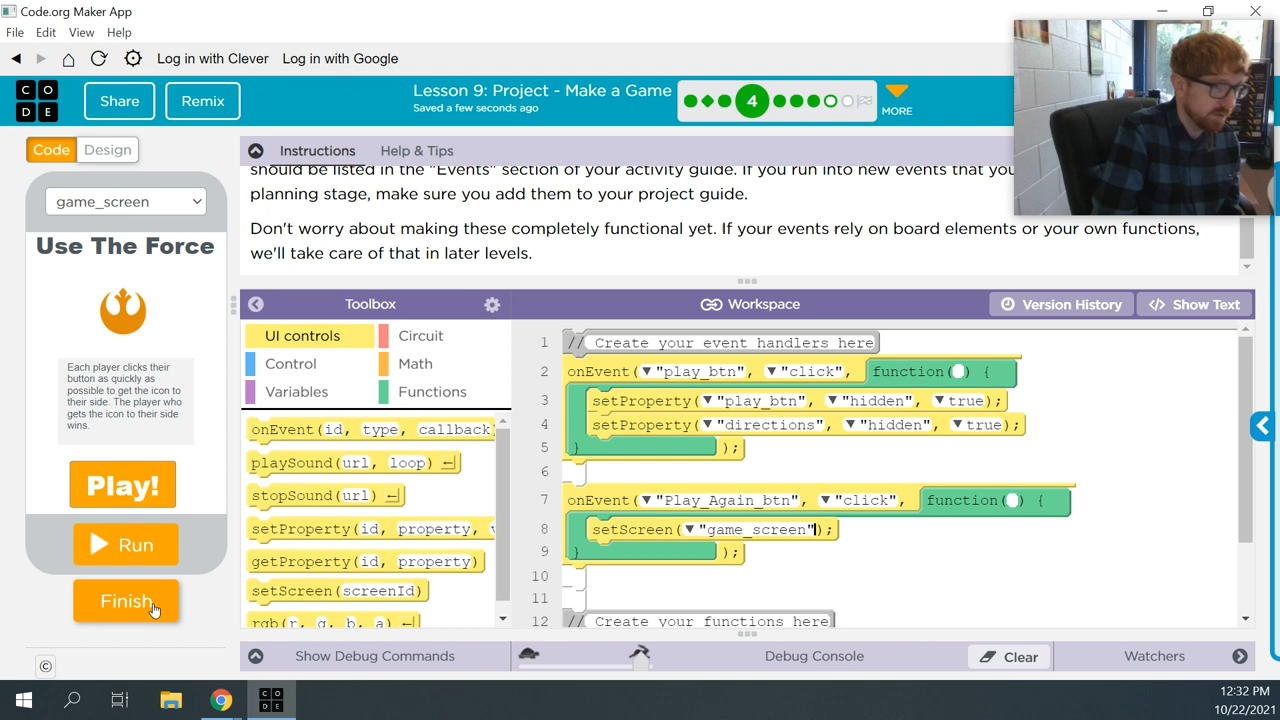 Code.org Maker App
File Edit View Help
Log in with Clever Log in with Google
C O D E
Share
Remix
Lesson 9: Project - Make a Game
Saved a few seconds ago
4
MORE
Code Design
Instructions
Help & Tips
game_screen
should be listed in the "Events" section of your activity guide. If you run into new events that you
planning stage, make sure you add them to your project guide.
Don't worry about making these completely functional yet. If your events rely on board elements or your own functions,
we'll take care of that in later levels.
Use The Force
Each player clicks their
button as quickly as
possible to get the icon to
their side. The player who
gets the icon to their side
wins.
Play!
Run
Finish
©
Toolbox
Workspace
Version History
</> Show Text
UI controls
Circuit
Control
Math
Variables
Functions
onEvent(id, type, callback
playSound(url, loop)
stopSound(url)
setProperty(id, property, v
getProperty(id, property)
setScreen(screenId)
rgb(r, g, b, a)
1 // Create your event handlers here
2 onEvent(▼"play_btn", ▼"click", function() {
3 setProperty(▼"play_btn", ▼"hidden", ▼true);
4 setProperty(▼"directions", ▼"hidden", ▼true);
5 } );
6
7 onEvent(▼"Play_Again_btn", ▼"click", function() {
8 setScreen(▼"game_screen");
9 } );
10
11
12 // Create your functions here
Show Debug Commands
Debug Console
Clear
Watchers
C O D E
12:32 PM
10/22/2021